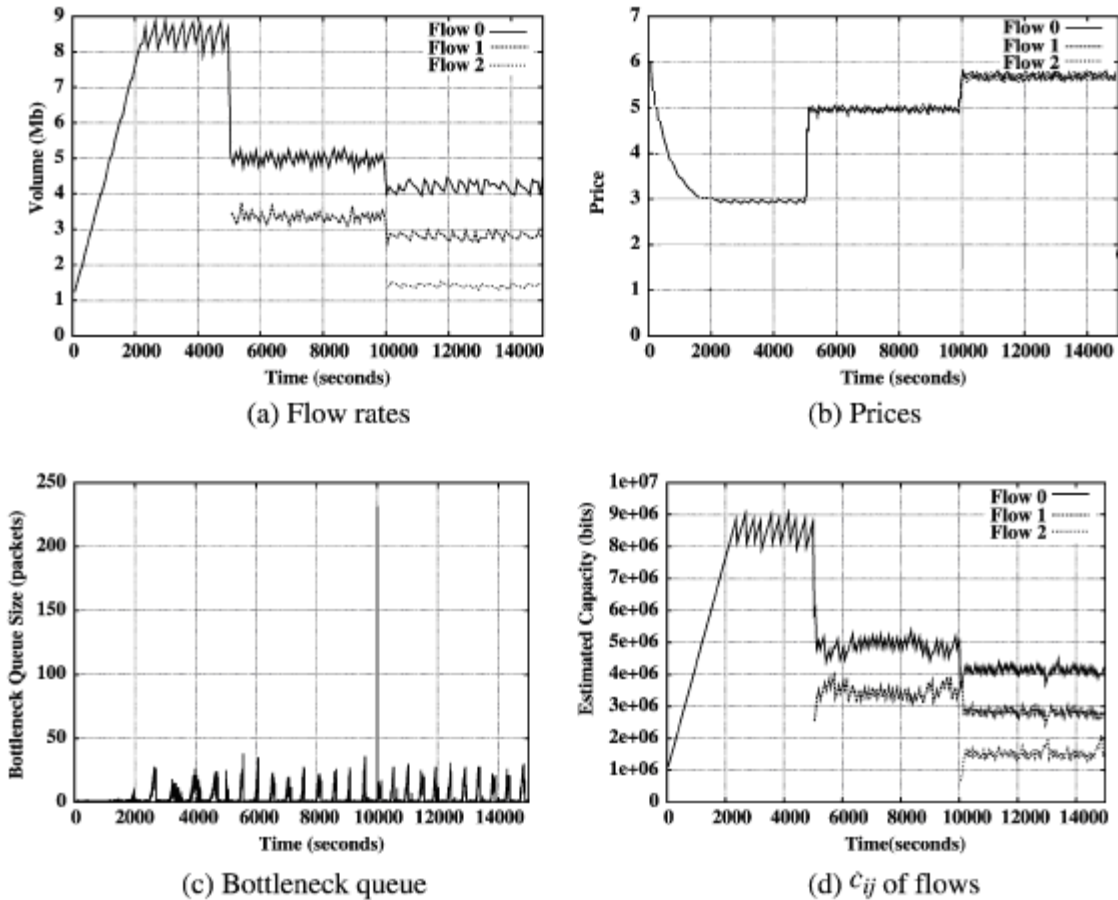 9
8
7
6
5
4
3
2
1
0
Volume (Mb)
Flow 0
Flow 1
Flow 2
0 2000 4000 6000 8000 10000 12000 14000
Time (seconds)
(a) Flow rates
7
6
5
4
3
2
1
0
Price
Flow 0
Flow 1
Flow 2
0 2000 4000 6000 8000 10000 12000 14000
Time (seconds)
(b) Prices
250
200
150
100
50
0
Bottleneck Queue Size (packets)
0 2000 4000 6000 8000 10000 12000 14000
Time (seconds)
(c) Bottleneck queue
1e+07
9e+06
8e+06
7e+06
6e+06
5e+06
4e+06
3e+06
2e+06
1e+06
0
Estimated Capacity (bits)
Flow 0
Flow 1
Flow 2
0 2000 4000 6000 8000 10000 12000 14000
Time(seconds)
(d) ĉij of flows